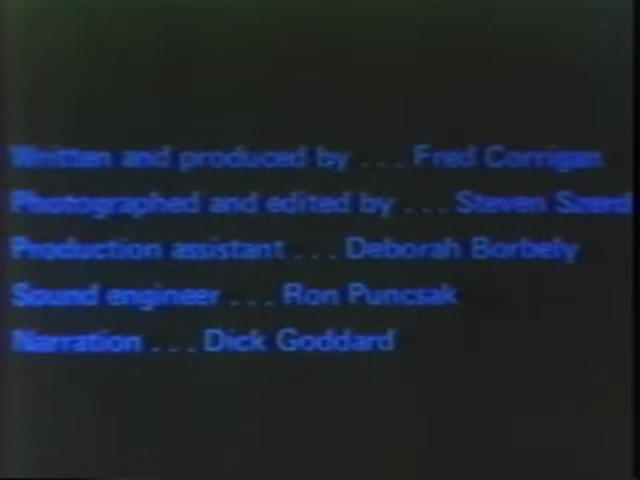 Written and produced by . . . Fred Corrigan
Photographed and edited by . . . Steven
Production assistant . . . Deborah Borbely
Sound engineer . . . Ron Puncsak
Narration . . . Dick Goddard